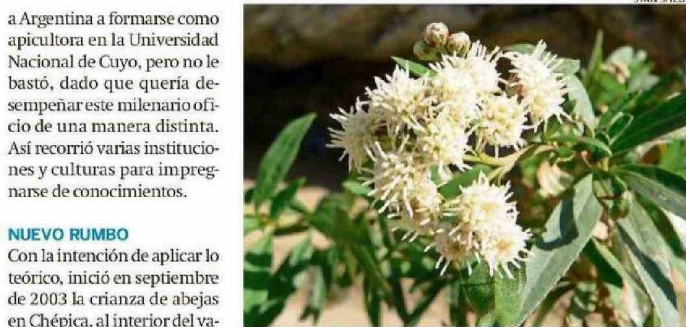 a Argentina a formarse como
apicultora en la Universidad
Nacional de Cuyo, pero no le
bastó, dado que quería de-
sempeñar este milenario ofi-
cio de una manera distinta.
Así recorrió varias institucio-
nes y culturas para impreg-
narse de conocimientos.
NUEVO RUMBO
Con la intención de aplicar lo
teórico, inició en septiembre
de 2003 la crianza de abejas
en Chépica, al interior del va-